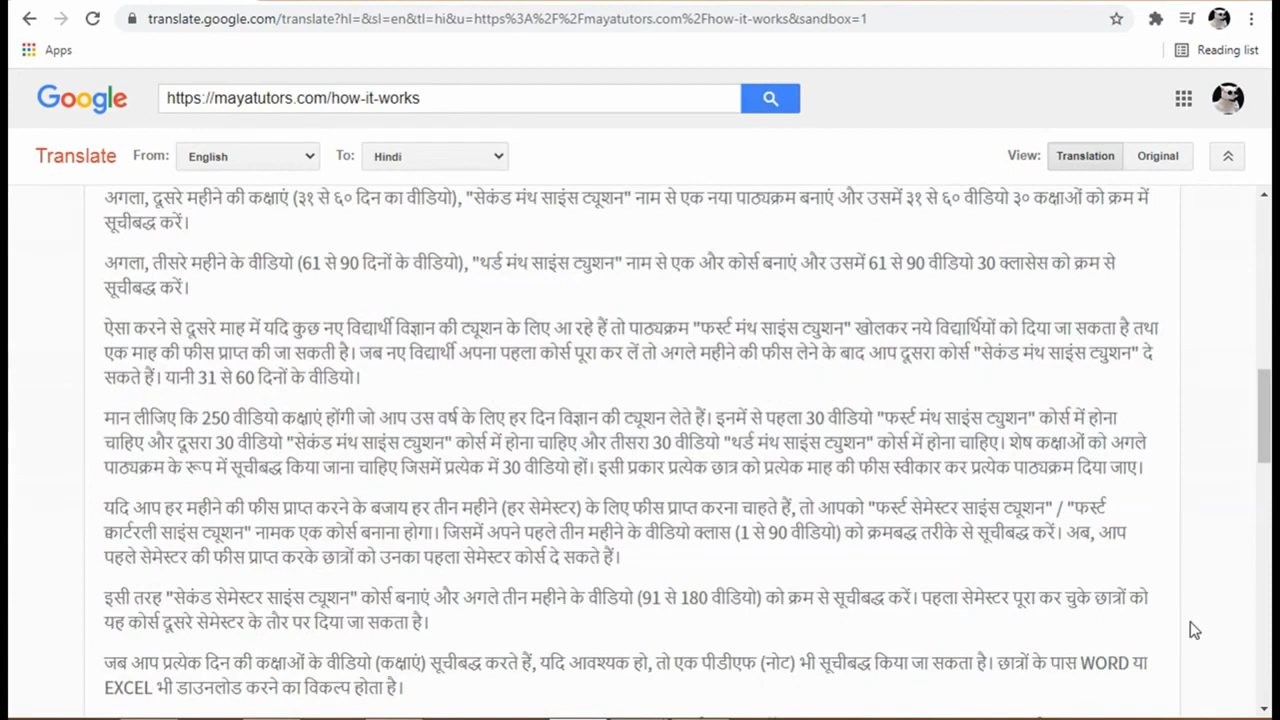 translate.google.com/translate?hl=&sl=en&tl=hi&u=https%3A%2F%2Fmayatutors.com%2Fhow-it-works&sandbox=1
Apps
Reading list
Google
https://mayatutors.com/how-it-works
Translate
From:
English
To:
Hindi
View:
Translation
Original
अगला, दूसरे महीने की कक्षाएं (३१ से ६० दिन का वीडियो), "सेकंड मंथ साइंस ट्यूशन" नाम से एक नया पाठ्यक्रम बनाएं और उसमें ३१ से ६० वीडियो ३० कक्षाओं को क्रम में
सूचीबद्ध करें।
अगला, तीसरे महीने के वीडियो (61 से 90 दिनों के वीडियो), "थर्ड मंथ साइंस ट्युशन" नाम से एक और कोर्स बनाएं और उसमें 61 से 90 वीडियो 30 क्लासेस को क्रम से
सूचीबद्ध करें।
ऐसा करने से दूसरे माह में यदि कुछ नए विद्यार्थी विज्ञान की ट्यूशन के लिए आ रहे हैं तो पाठ्यक्रम "फर्स्ट मंथ साइंस ट्युशन" खोलकर नये विद्यार्थियों को दिया जा सकता है तथा
एक माह की फीस प्राप्त की जा सकती है। जब नए विद्यार्थी अपना पहला कोर्स पूरा कर लें तो अगले महीने की फीस लेने के बाद आप दूसरा कोर्स "सेकंड मंथ साइंस ट्युशन" दे
सकते हैं। यानी 31 से 60 दिनों के वीडियो।
मान लीजिए कि 250 वीडियो कक्षाएं होंगी जो आप उस वर्ष के लिए हर दिन विज्ञान की ट्यूशन लेते हैं। इनमें से पहला 30 वीडियो "फर्स्ट मंथ साइंस ट्युशन" कोर्स में होना
चाहिए और दूसरा 30 वीडियो "सेकंड मंथ साइंस ट्युशन" कोर्स में होना चाहिए और तीसरा 30 वीडियो "थर्ड मंथ साइंस ट्युशन" कोर्स में होना चाहिए। शेष कक्षाओं को अगले
पाठ्यक्रम के रूप में सूचीबद्ध किया जाना चाहिए जिसमें प्रत्येक में 30 वीडियो हों। इसी प्रकार प्रत्येक छात्र को प्रत्येक माह की फीस स्वीकार कर प्रत्येक पाठ्यक्रम दिया जाए।
यदि आप हर महीने की फीस प्राप्त करने के बजाय हर तीन महीने (हर सेमेस्टर) के लिए फीस प्राप्त करना चाहते हैं, तो आपको "फर्स्ट सेमेस्टर साइंस ट्यूशन" / "फर्स्ट
क्वार्टरली साइंस ट्यूशन" नामक एक कोर्स बनाना होगा। जिसमें अपने पहले तीन महीने के वीडियो क्लास (1 से 90 वीडियो) को क्रमबद्ध तरीके से सूचीबद्ध करें। अब, आप
पहले सेमेस्टर की फीस प्राप्त करके छात्रों को उनका पहला सेमेस्टर कोर्स दे सकते हैं।
इसी तरह "सेकंड सेमेस्टर साइंस ट्यूशन" कोर्स बनाएं और अगले तीन महीने के वीडियो (91 से 180 वीडियो) को क्रम से सूचीबद्ध करें। पहला सेमेस्टर पूरा कर चुके छात्रों को
यह कोर्स दूसरे सेमेस्टर के तौर पर दिया जा सकता है।
जब आप प्रत्येक दिन की कक्षाओं के वीडियो (कक्षाएं) सूचीबद्ध करते हैं, यदि आवश्यक हो, तो एक पीडीएफ (नोट) भी सूचीबद्ध किया जा सकता है। छात्रों के पास WORD या
EXCEL भी डाउनलोड करने का विकल्प होता है।